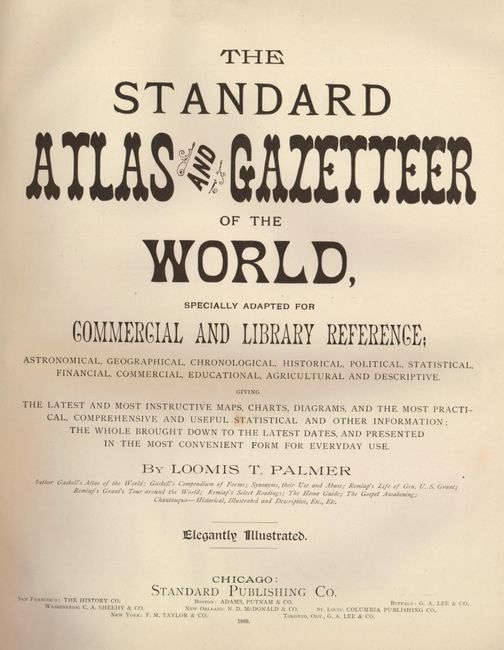 THE
STANDARD
ATLAS AND GAZETTEER
OF THE
WORLD,
SPECIALLY ADAPTED FOR
COMMERCIAL AND LIBRARY REFERENCE;
ASTRONOMICAL, GEOGRAPHICAL, CHRONOLOGICAL, HISTORICAL, POLITICAL, STATISTICAL,
FINANCIAL, COMMERCIAL, EDUCATIONAL, AGRICULTURAL AND DESCRIPTIVE.
GIVING
THE LATEST AND MOST INSTRUCTIVE MAPS, CHARTS, DIAGRAMS, AND THE MOST PRACTI-
CAL, COMPREHENSIVE AND USEFUL STATISTICAL AND OTHER INFORMATION;
THE WHOLE BROUGHT DOWN TO THE LATEST DATES, AND PRESENTED
IN THE MOST CONVENIENT FORM FOR EVERYDAY USE.
BY LOOMIS T. PALMER
Author Gaskell's Atlas of the World; Gaskell's Compendium of Forms; Synonyms, their Use and Abuse; Remlap's Life of Gen. U. S. Grant;
Remlap's Grant's Tour around the World; Remlap's Select Readings; The Home Guide; The Gospel Awakening;
Chautauqua—Historical, Illustrated and Descriptive, Etc., Etc.
Elegantly Illustrated.
CHICAGO:
STANDARD PUBLISHING CO.
SAN FRANCISCO: THE HISTORY CO. BOSTON: ADAMS, PUTNAM & CO. BUFFALO: G. A. LEE & CO,
WASHINGTON: C. A. SHEEHY & CO. NEW ORLEANS: N. D. McDONALD & CO. ST. LOUIS: COLUMBIA PUBLISHING CO,
NEW YORK: F. M. TAYLOR & CO. TORONTO, ONT., G. A. LEE & CO.
1889.